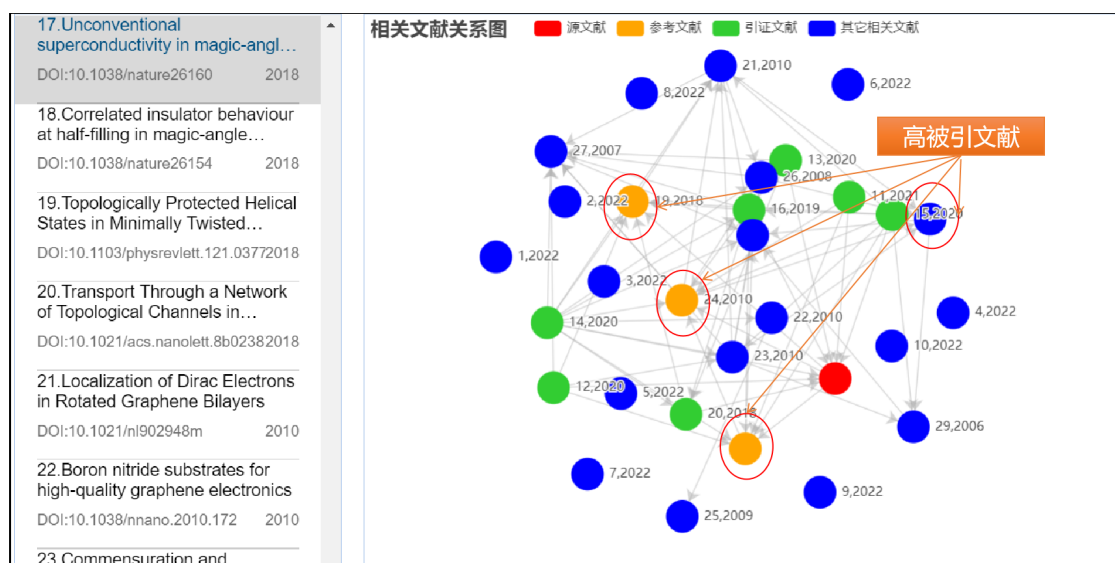 17.Unconventional
superconductivity in magic-angl...
DOI:10.1038/nature26160 2018
18.Correlated insulator behaviour
at half-filling in magic-angle...
DOI:10.1038/nature26154 2018
19.Topologically Protected Helical
States in Minimally Twisted...
DOI:10.1103/physrevlett.121.03772018
20.Transport Through a Network
of Topological Channels in...
DOI:10.1021/acs.nanolett.8b02382018
21.Localization of Dirac Electrons
in Rotated Graphene Bilayers
DOI:10.1021/nl902948m 2010
22.Boron nitride substrates for
high-quality graphene electronics
DOI:10.1038/nnano.2010.172 2010
23.Commensuration and
相关文献关系图 源文献 参考文献 引证文献 其它相关文献
21,2010
6,2022
8,2022
高被引文献
27,2007
13,2020
26,2008
2,2022
19,2018
11,2021
16,2019
15,2020
1,2022
3,2022
24,2010
14,2020
22,2010
4,2022
10,2022
23,2010
12,2020
5,2022
20,2018
29,2006
7,2022
9,2022
25,2009